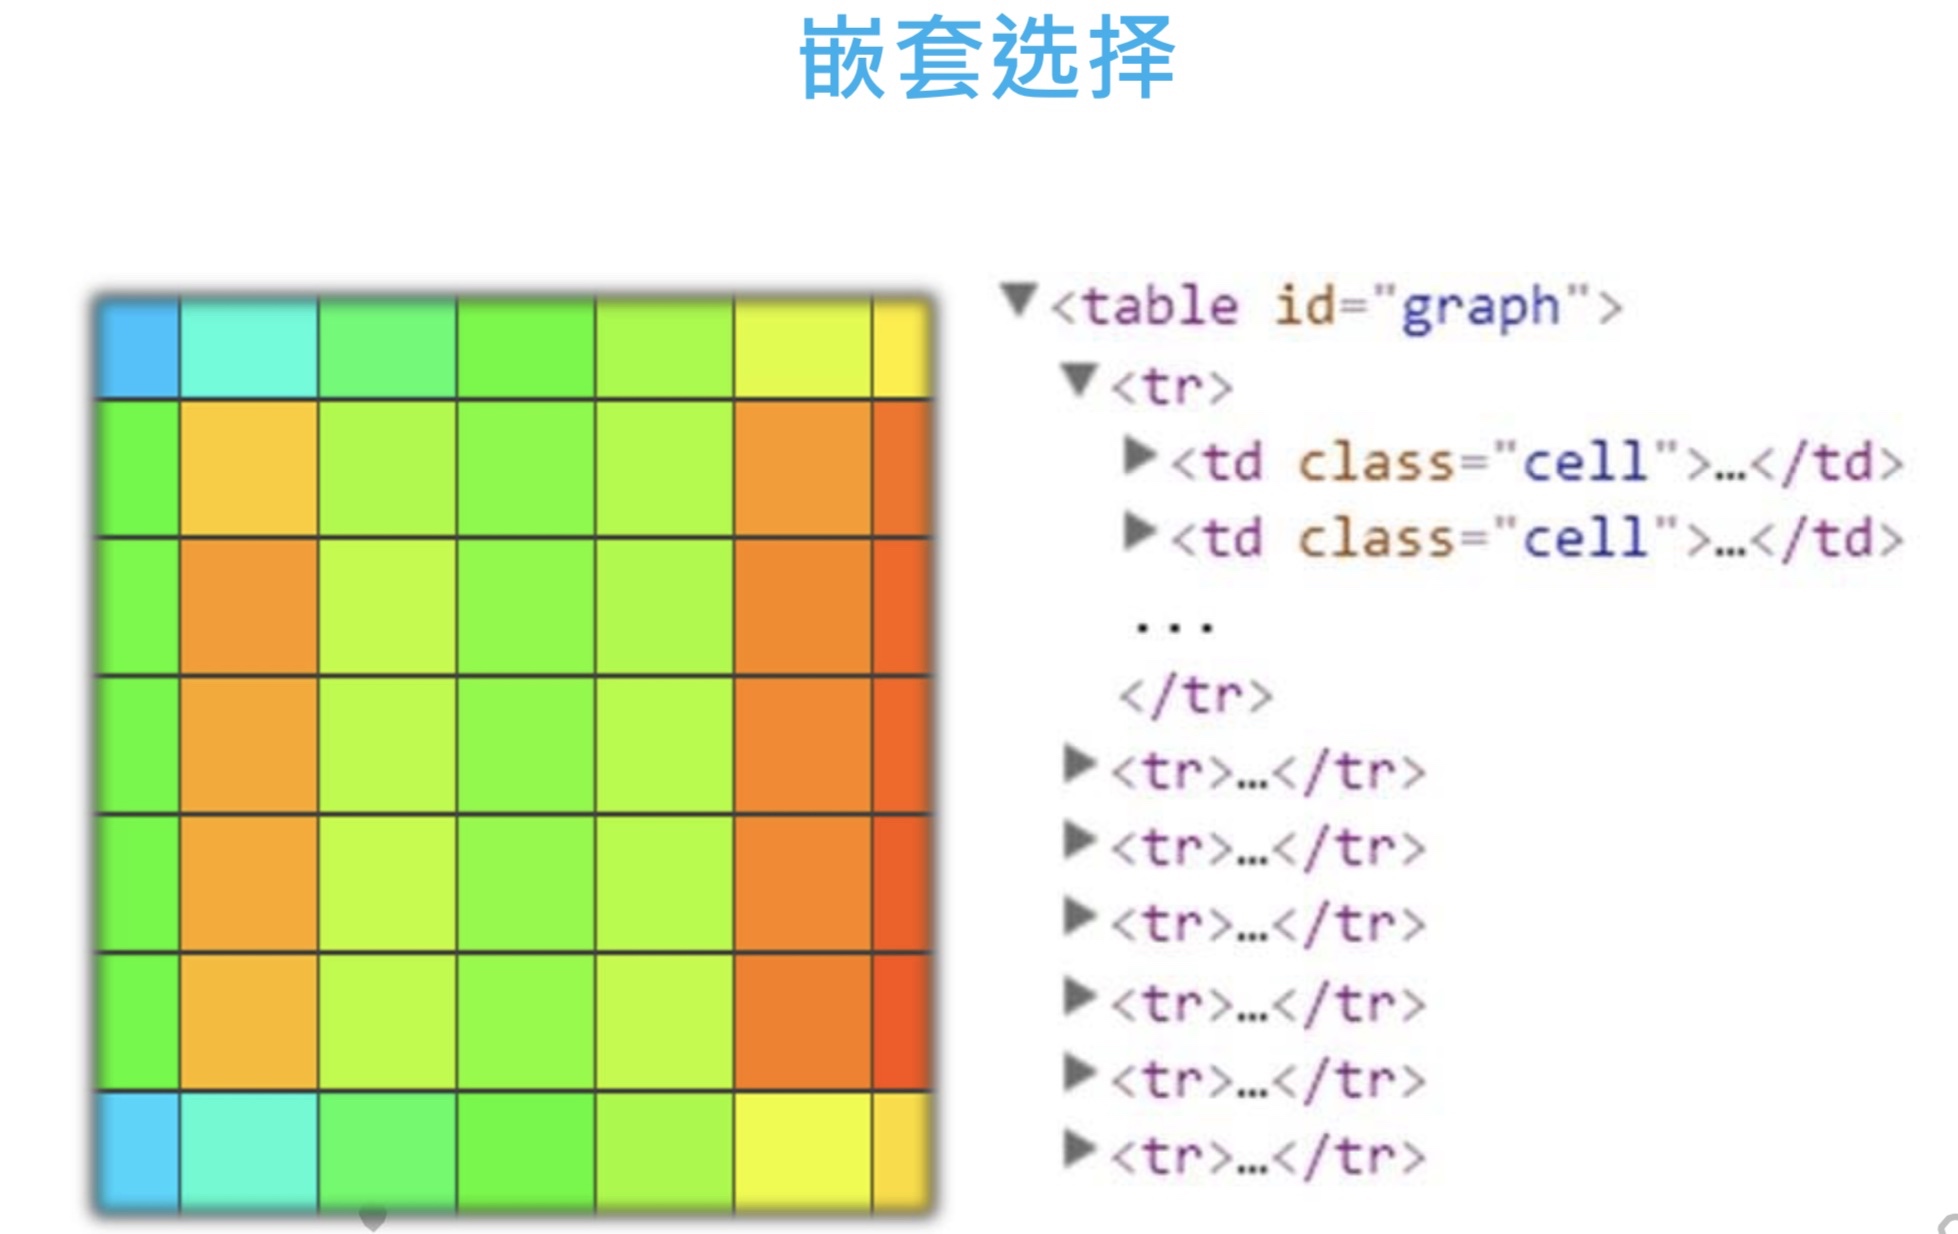 嵌套选择
▼<table id="graph">
▼<tr>
▶<td class="cell">…</td>
▶<td class="cell">…</td>
...
</tr>
▶<tr>…</tr>
▶<tr>…</tr>
▶<tr>…</tr>
▶<tr>…</tr>
▶<tr>…</tr>
▶<tr>…</tr>